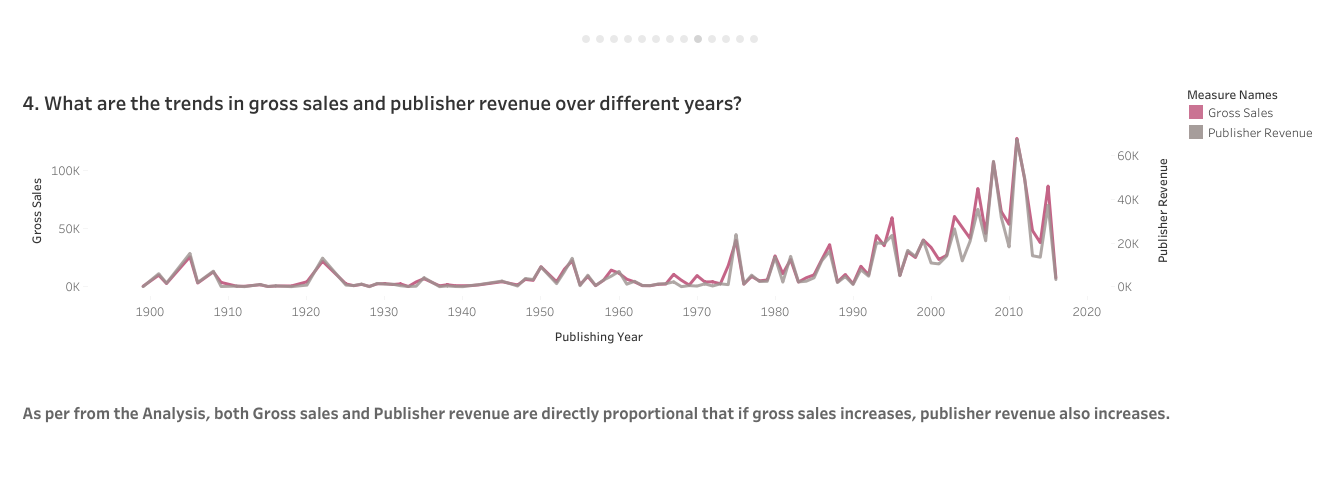 4. What are the trends in gross sales and publisher revenue over different years?
Measure Names
Gross Sales
Publisher Revenue
Gross Sales
100K
50K
0K
60K
40K
20K
0K
Publisher Revenue
1900 1910 1920 1930 1940 1950 1960 1970 1980 1990 2000 2010 2020
Publishing Year
As per from the Analysis, both Gross sales and Publisher revenue are directly proportional that if gross sales increases, publisher revenue also increases.